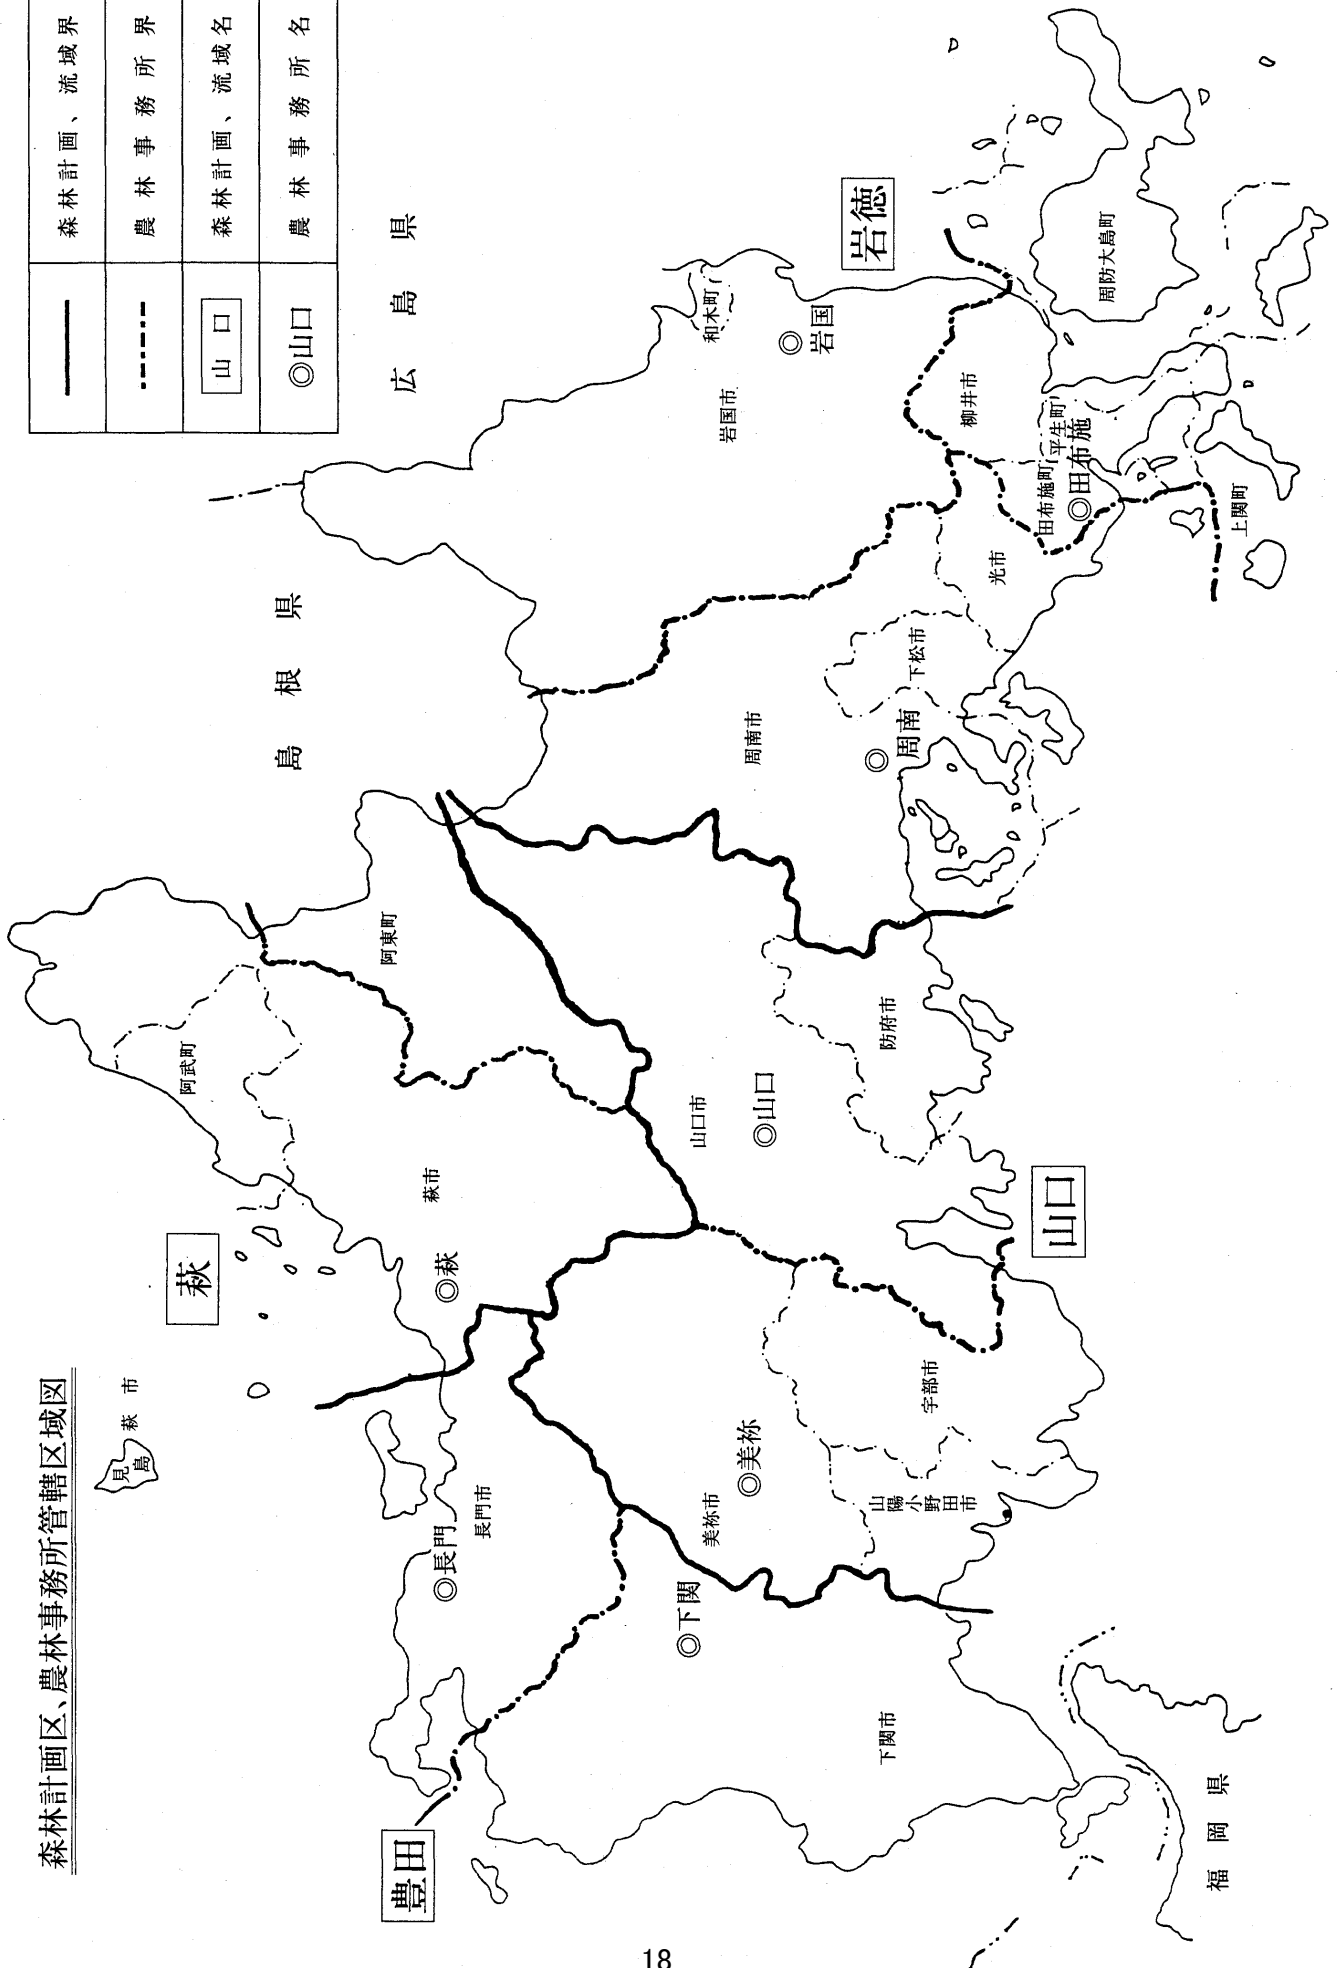 森林計画区、農林事務所管轄区域図
森林計画、流域界
農林事務所界
山口
森林計画、流域名
◎山口
農林事務所名
見島
萩市
萩
豊田
山口
岩徳
島根県
広島県
福岡県
阿武町
阿東町
萩市
◎萩
長門市
◎長門
美祢市
◎美祢
◎下関
下関市
山陽小野田市
宇部市
山口市
◎山口
防府市
周南市
◎周南
下松市
光市
岩国市
◎岩国
和木町
柳井市
田布施町
平生町
◎田布施
上関町
周防大島町
18